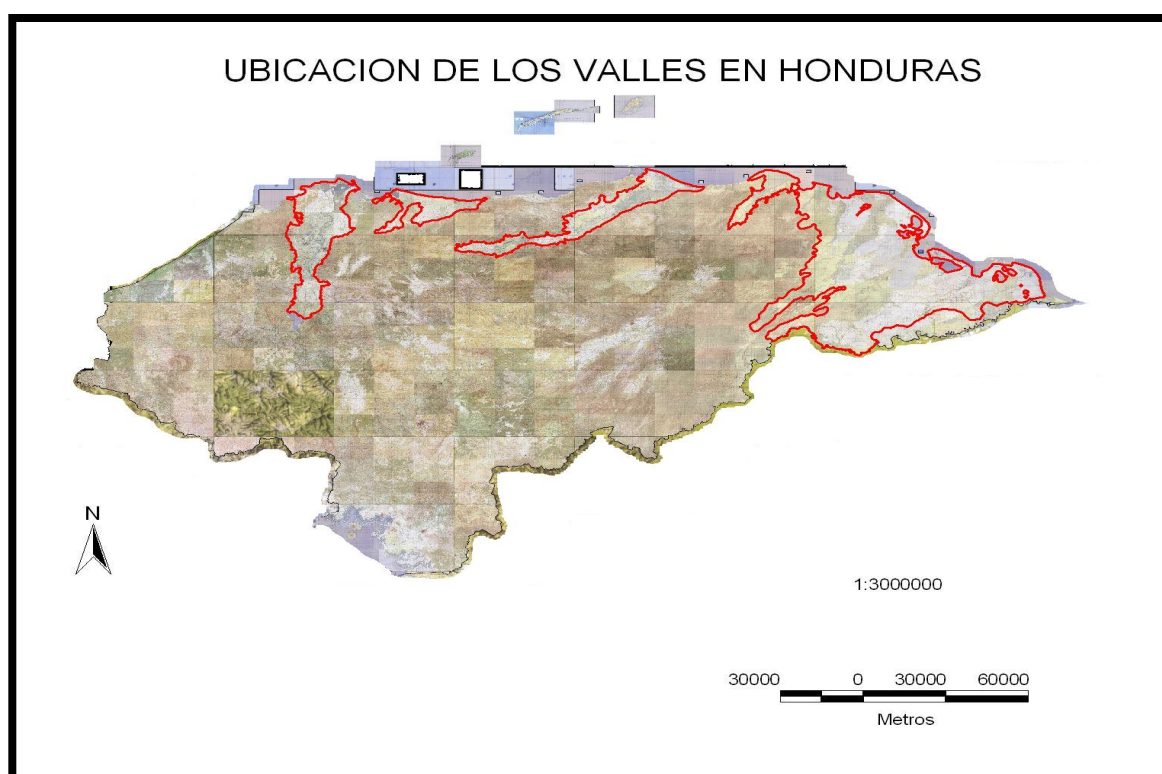 UBICACION DE LOS VALLES EN HONDURAS
N
1:3000000
30000 0 30000 60000
Metros